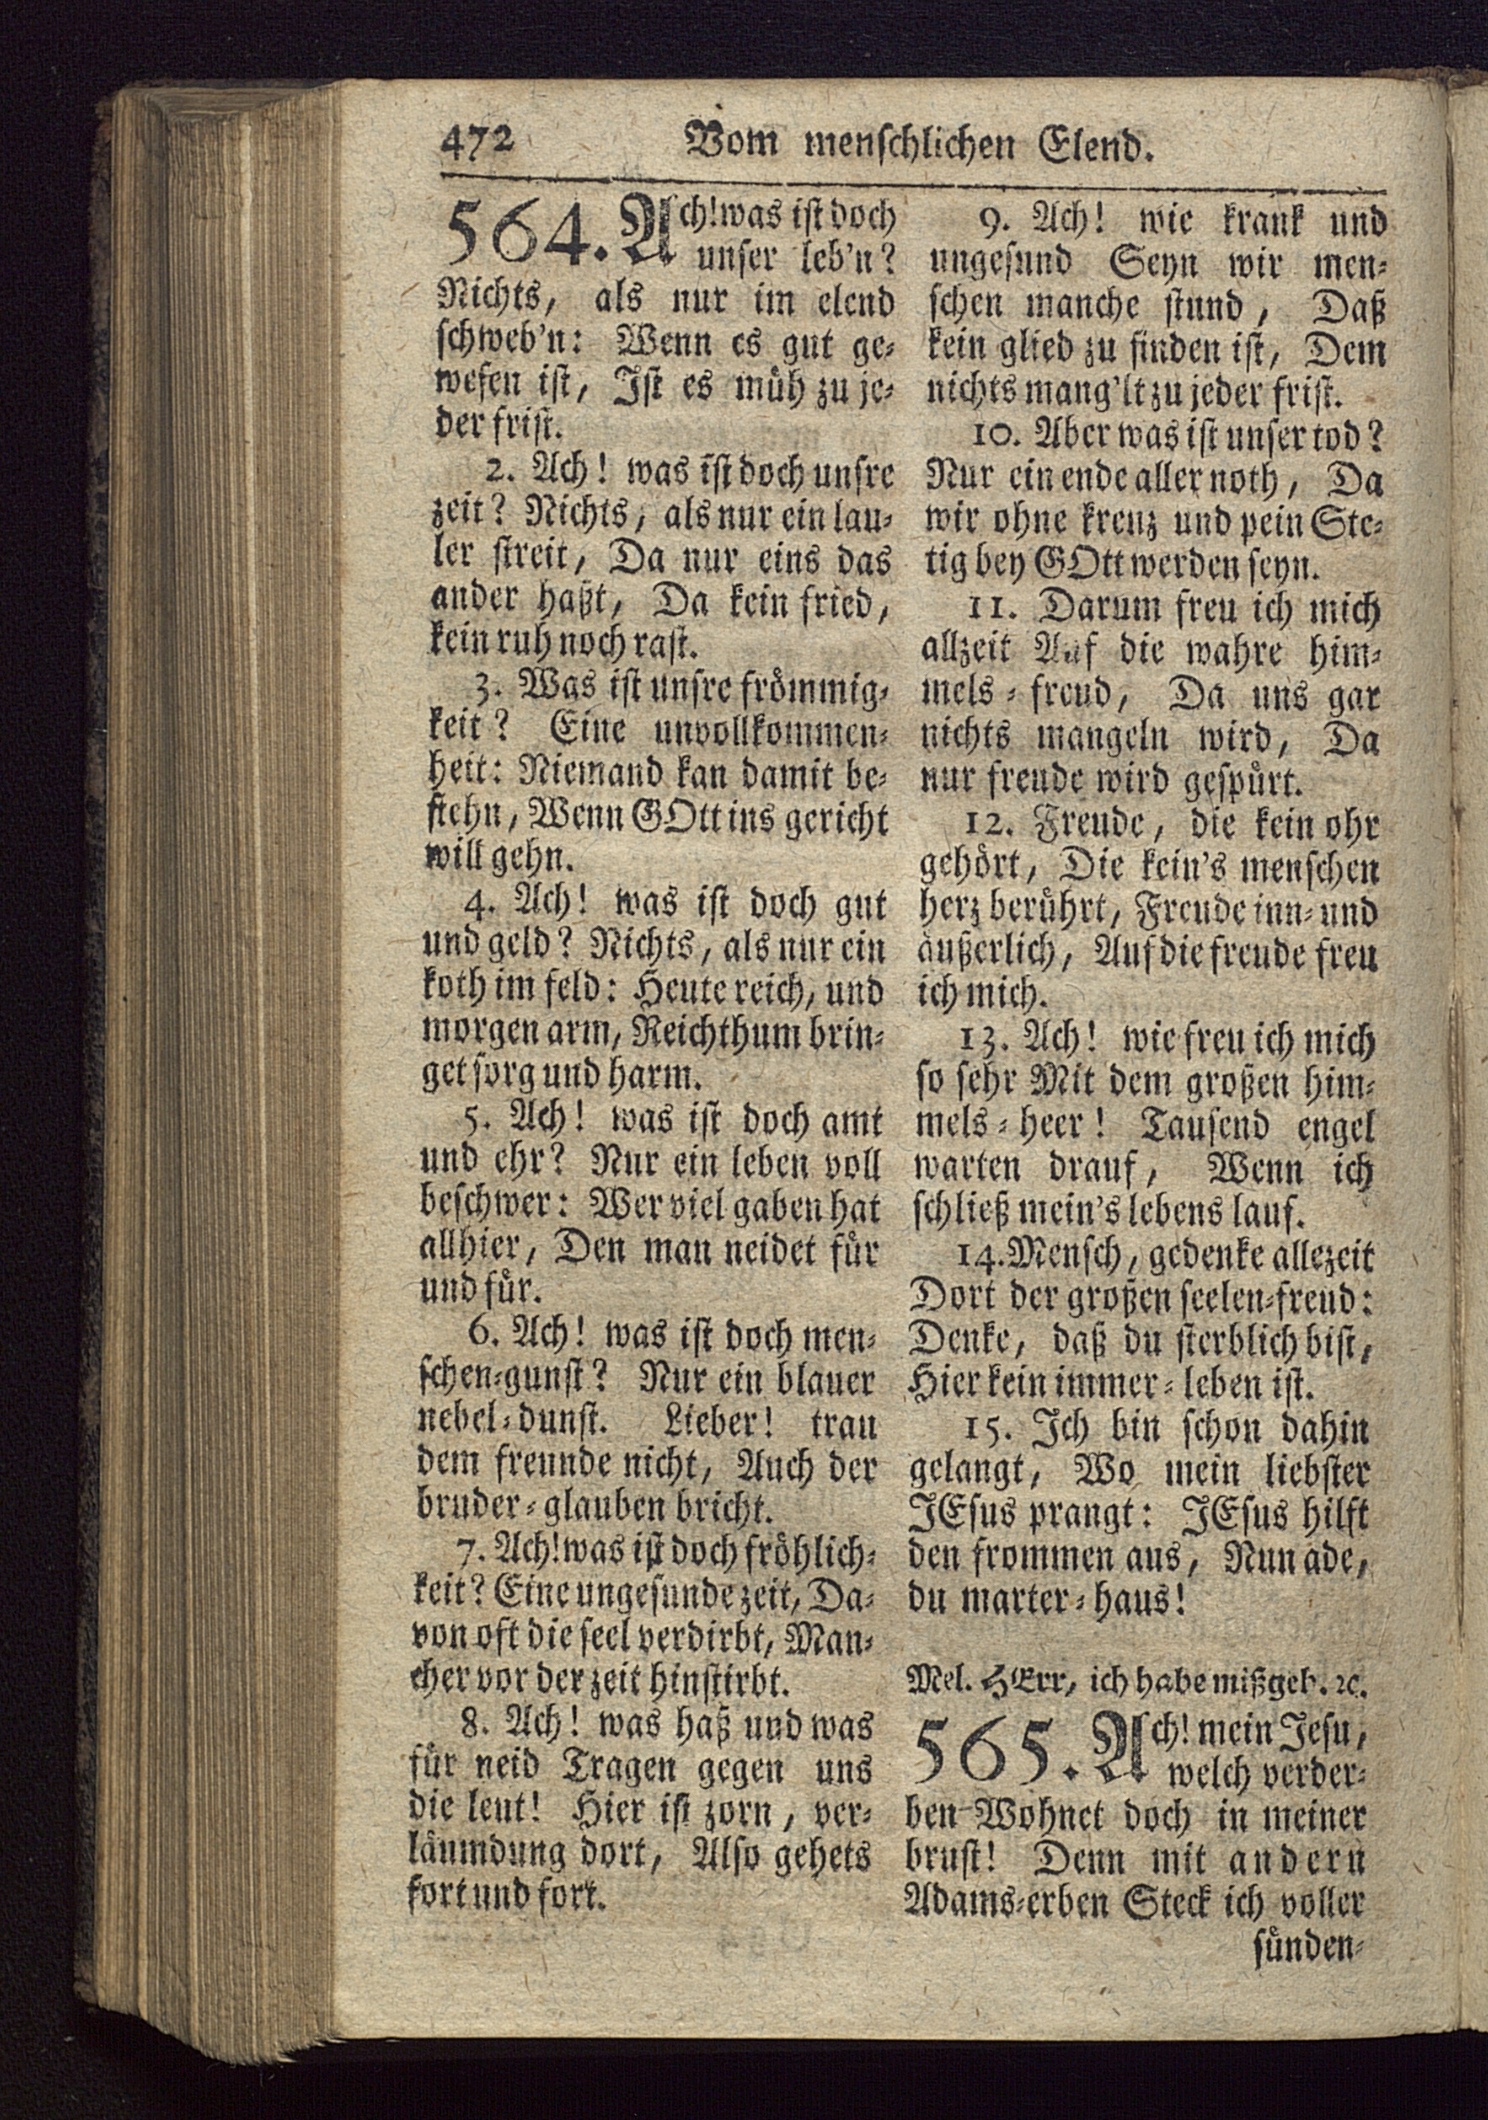 472 Vom menschlichen Elend.
564. Ach! was ist doch
unser leb'n?
Nichts, als nur im elend
schweb'n: Wenn es gut ge-
wesen ist, Ist es müh zu je-
der frist.
2. Ach! was ist doch unsre
zeit? Nichts, als nur ein lau-
ler streit, Da nur eins das
ander haßt, Da kein fried,
kein ruh noch rast.
3. Was ist unsre frömmig-
keit? Eine unvollkommen-
heit: Niemand kan damit be-
stehn, Wenn GOtt ins gericht
will gehn.
4. Ach! was ist doch gut
und geld? Nichts, als nur ein
koth im feld: Heute reich, und
morgen arm, Reichthum brin-
get sorg und harm.
5. Ach! was ist doch amt
und ehr? Nur ein leben voll
beschwer: Wer viel gaben hat
allhier, Den man neidet für
und für.
6. Ach! was ist doch men-
schen-gunst? Nur ein blauer
nebel-dunst. Lieber! trau
dem freunde nicht, Auch der
bruder-glauben bricht.
7. Ach! was ist doch fröhlich-
keit? Eine ungesunde zeit, Da-
von oft die seel verdirbt, Man-
cher vor der zeit hinstirbt.
8. Ach! was haß und was
für neid Tragen gegen uns
die leut! Hier ist zorn, ver-
läumdung dort, Also gehets
fort und fort.
9. Ach! wie krank und
ungesund Seyn wir men-
schen manche stund, Daß
kein glied zu finden ist, Dem
nichts mang'lt zu jeder frist.
10. Aber was ist unser tod?
Nur ein ende aller noth, Da
wir ohne kreuz und pein Ste-
tig bey GOtt werden seyn.
11. Darum freu ich mich
allzeit Auf die wahre him-
mels-freud, Da uns gar
nichts mangeln wird, Da
nur freude wird gespürt.
12. Freude, die kein ohr
gehört, Die kein's menschen
herz berührt, Freude inn- und
äußerlich, Auf die freude freu
ich mich.
13. Ach! wie freu ich mich
so sehr Mit dem großen him-
mels-heer! Tausend engel
warten drauf, Wenn ich
schließ mein's lebens lauf.
14. Mensch, gedenke allezeit
Dort der großen seelen-freud:
Denke, daß du sterblich bist,
Hier kein immer-leben ist.
15. Ich bin schon dahin
gelangt, Wo mein liebster
JEsus prangt: JEsus hilft
den frommen aus, Nun ade,
du marter-haus!
Mel. HErr, ich habe mißgeh. ꝛc.
565. Ach! mein Jesu,
welch verder-
ben Wohnet doch in meiner
brust! Denn mit andern
Adams-erben Steck ich voller
sünden-